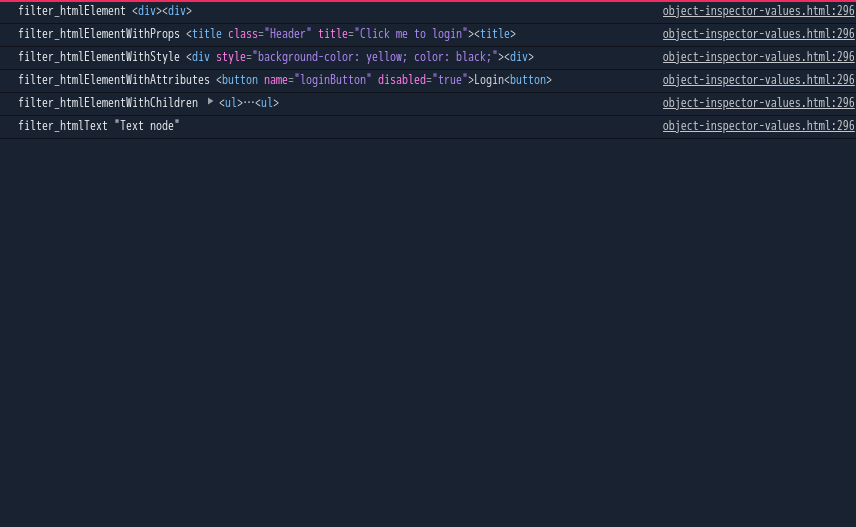 filter_htmlElement <div><div> object-inspector-values.html:296
filter_htmlElementWithProps <title class="Header" title="Click me to login"><title> object-inspector-values.html:296
filter_htmlElementWithStyle <div style="background-color: yellow; color: black;"><div> object-inspector-values.html:296
filter_htmlElementWithAttributes <button name="loginButton" disabled="true">Login<button> object-inspector-values.html:296
filter_htmlElementWithChildren ▶ <ul>…<ul> object-inspector-values.html:296
filter_htmlText "Text node" object-inspector-values.html:296